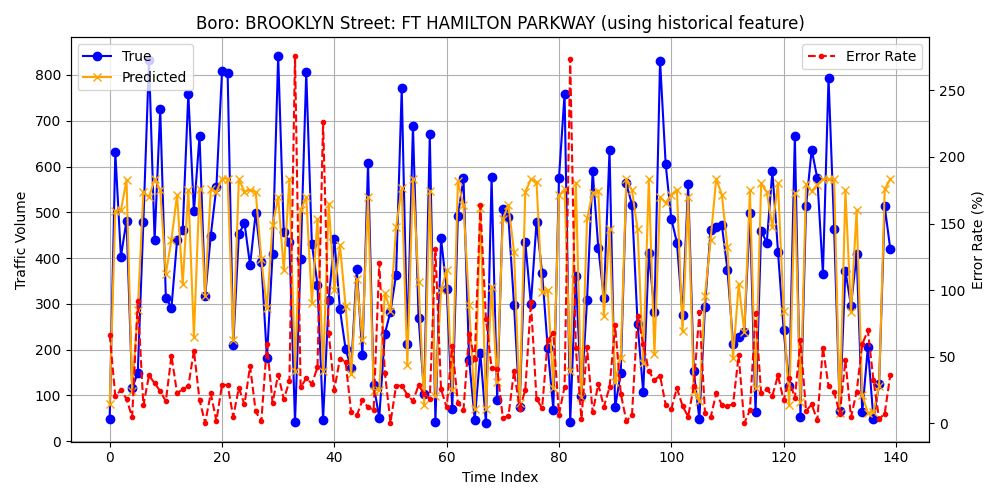 Boro: BROOKLYN Street: FT HAMILTON PARKWAY (using historical feature)
True
Predicted
Error Rate
Traffic Volume
800
700
600
500
400
300
200
100
0
250
200
150
100
50
0
Error Rate (%)
0 20 40 60 80 100 120 140
Time Index